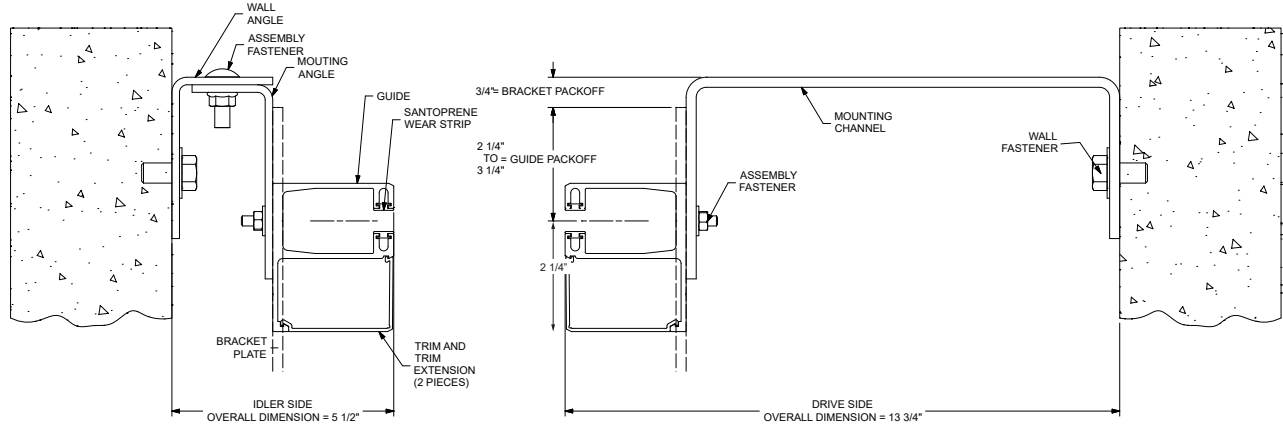 WALL
ANGLE
ASSEMBLY
FASTENER
MOUTING
ANGLE
GUIDE
SANTOPRENE
WEAR STRIP
BRACKET
PLATE
TRIM AND
TRIM
EXTENSION
(2 PIECES)
IDLER SIDE
OVERALL DIMENSION = 5 1/2"
3/4"= BRACKET PACKOFF
2 1/4"
TO = GUIDE PACKOFF
3 1/4"
2 1/4"
ASSEMBLY
FASTENER
MOUNTING
CHANNEL
WALL
FASTENER
DRIVE SIDE
OVERALL DIMENSION = 13 3/4"